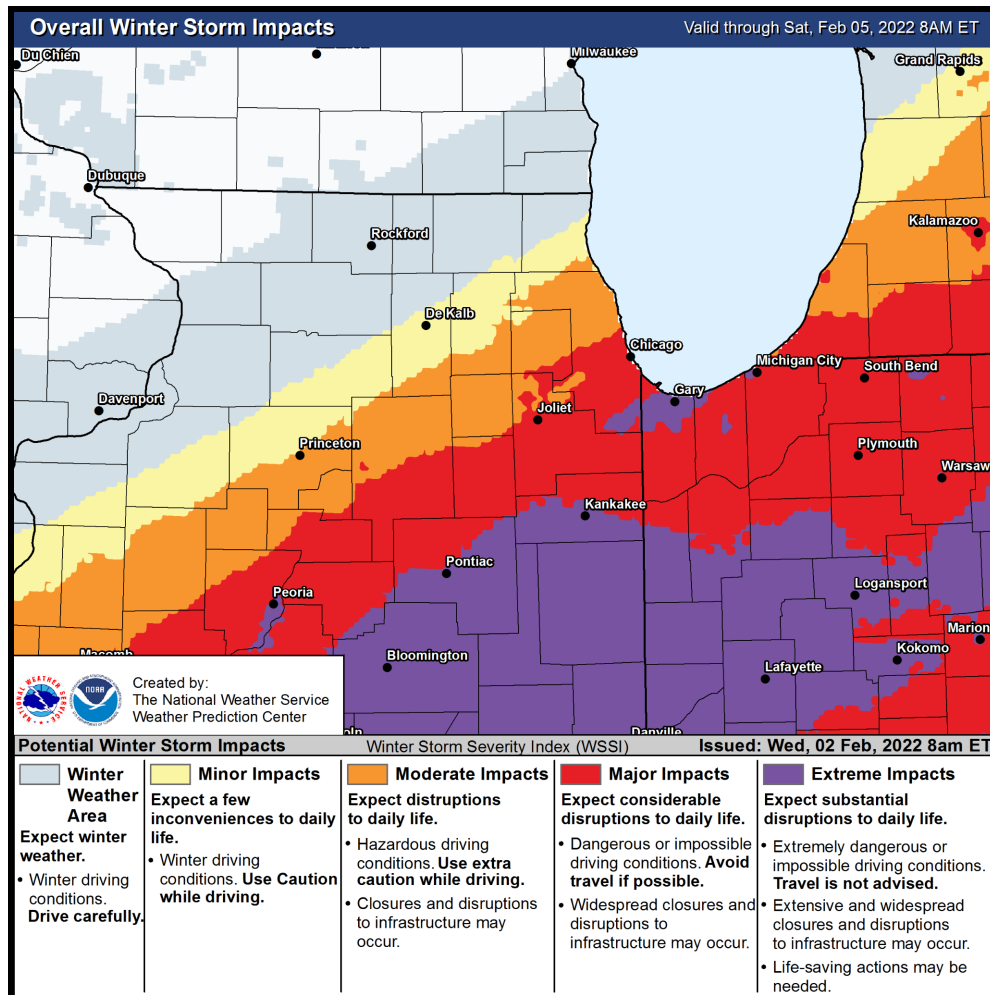 Overall Winter Storm Impacts
Valid through Sat, Feb 05, 2022 8AM ET
Du Chien
Milwaukee
Grand Rapids
Dubuque
Rockford
Kalamazoo
De Kalb
Chicago
Michigan City
South Bend
Davenport
Gary
Joliet
Princeton
Plymouth
Warsaw
Kankakee
Pontiac
Logansport
Peoria
Marion
Macomb
Bloomington
Kokomo
Lafayette
oln
Danville
NATIONAL WEATHER SERVICE
NOAA
Created by:
The National Weather Service
Weather Prediction Center
Potential Winter Storm Impacts
Winter Storm Severity Index (WSSI)
Issued: Wed, 02 Feb, 2022 8am ET
Winter
Weather
Area
Expect winter
weather.
• Winter driving
conditions.
Drive carefully.
Minor Impacts
Expect a few
inconveniences to daily
life.
• Winter driving
conditions. Use Caution
while driving.
Moderate Impacts
Expect distruptions
to daily life.
• Hazardous driving
conditions. Use extra
caution while driving.
• Closures and disruptions
to infrastructure may
occur.
Major Impacts
Expect considerable
disruptions to daily life.
• Dangerous or impossible
driving conditions. Avoid
travel if possible.
• Widespread closures and
disruptions to
infrastructure may occur.
Extreme Impacts
Expect substantial
disruptions to daily life.
• Extremely dangerous or
impossible driving conditions.
Travel is not advised.
• Extensive and widespread
closures and disruptions
to infrastructure may occur.
• Life-saving actions may be
needed.